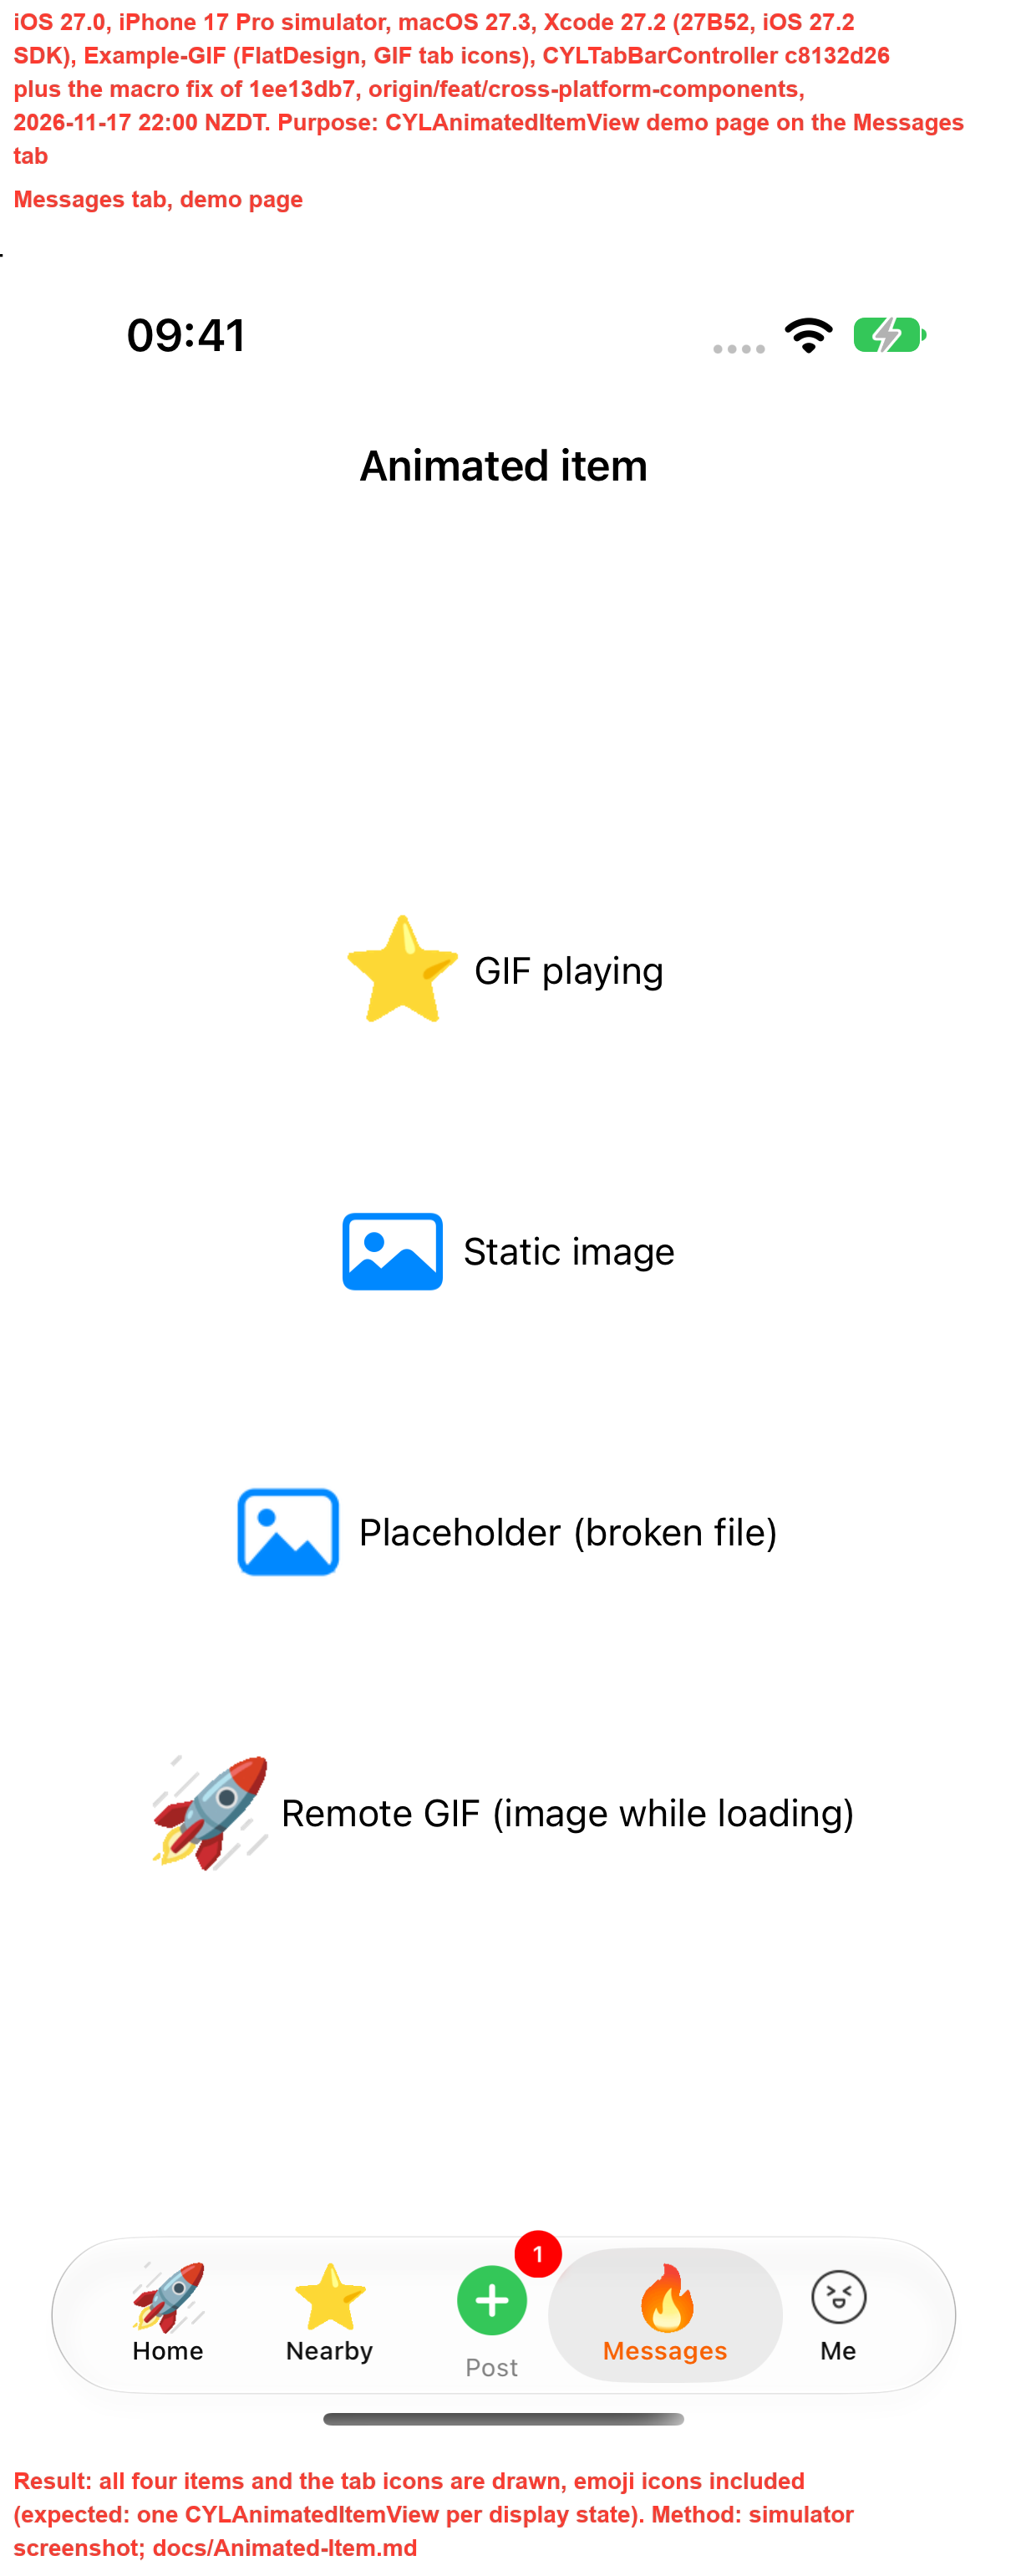 iOS 27.0, iPhone 17 Pro simulator, macOS 27.3, Xcode 27.2 (27B52, iOS 27.2
SDK), Example-GIF (FlatDesign, GIF tab icons), CYLTabBarController c8132d26
plus the macro fix of 1ee13db7, origin/feat/cross-platform-components,
2026-11-17 22:00 NZDT. Purpose: CYLAnimatedItemView demo page on the Messages
tab
Messages tab, demo page
09:41
Animated item
GIF playing
Static image
Placeholder (broken file)
Remote GIF (image while loading)
1
Home
Nearby
Post
Messages
Me
Result: all four items and the tab icons are drawn, emoji icons included
(expected: one CYLAnimatedItemView per display state). Method: simulator
screenshot; docs/Animated-Item.md